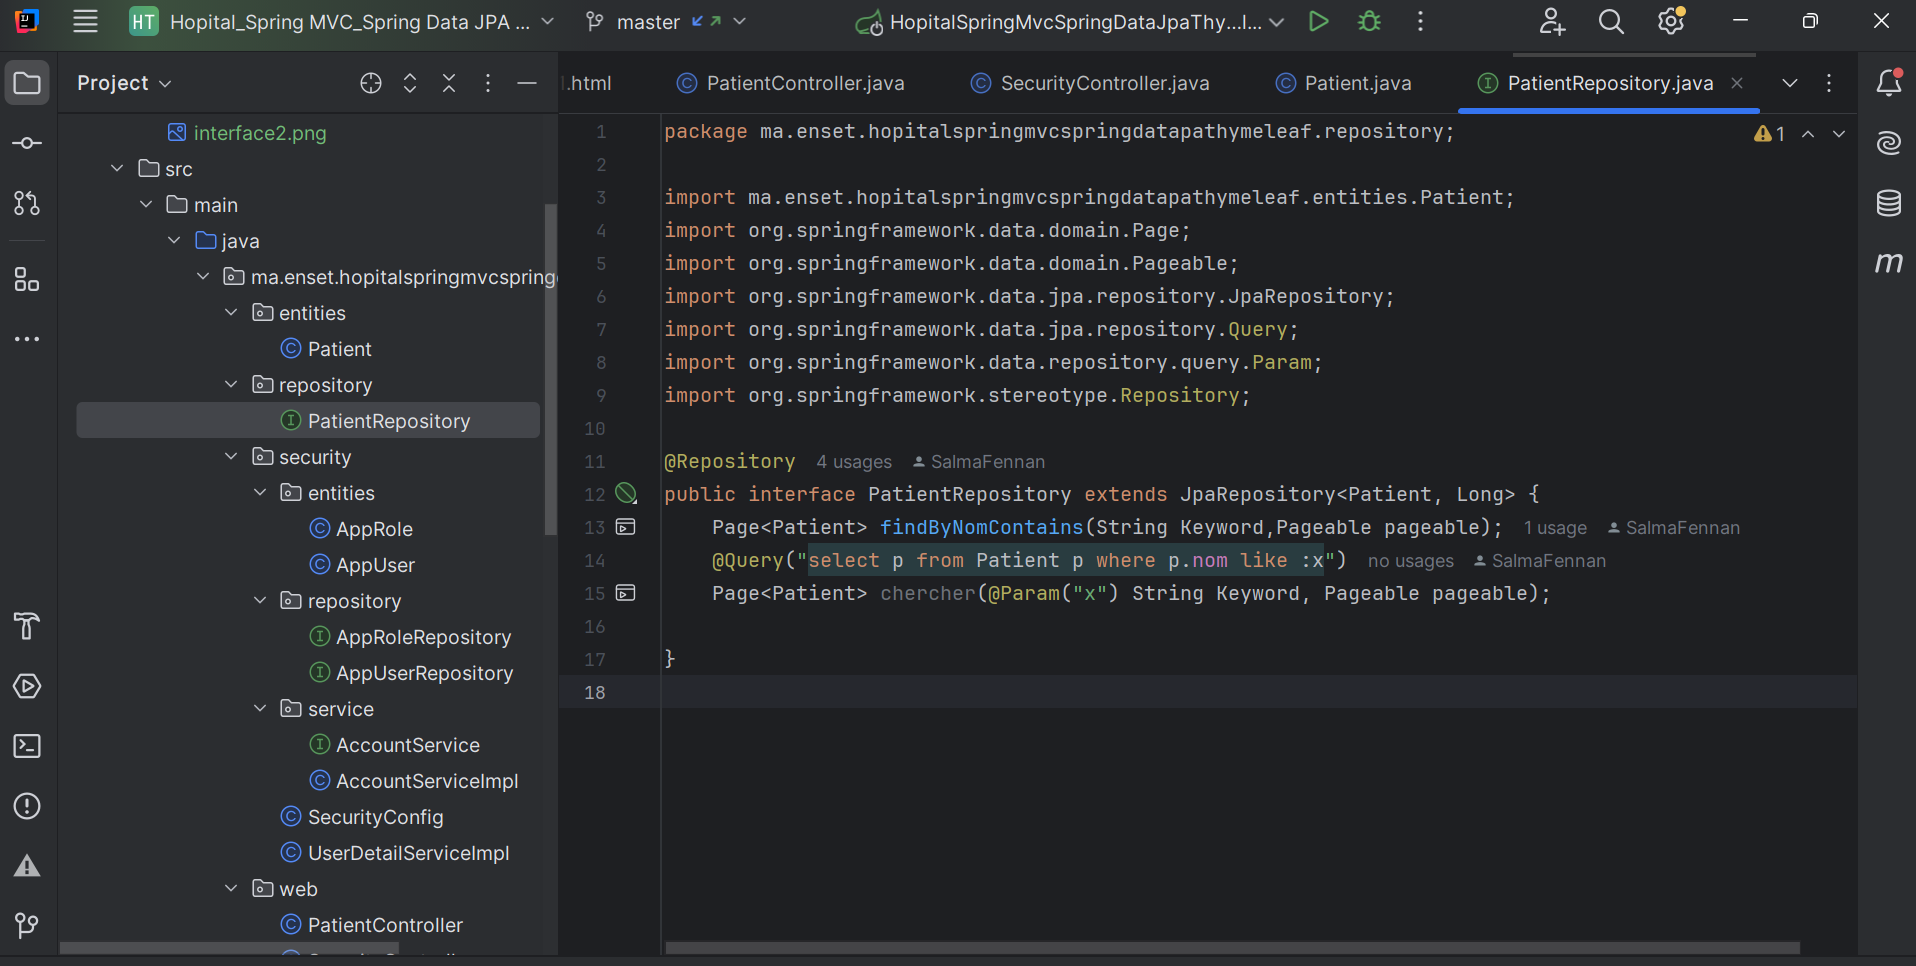 HT Hopital_Spring MVC_Spring Data JPA ... master HopitalSpringMvcSpringDataJpaThy...I...
Project
.html PatientController.java SecurityController.java Patient.java PatientRepository.java
interface2.png
src
main
java
ma.enset.hopitalspringmvcspring
entities
Patient
repository
PatientRepository
security
entities
AppRole
AppUser
repository
AppRoleRepository
AppUserRepository
service
AccountService
AccountServiceImpl
SecurityConfig
UserDetailServiceImpl
web
PatientController
1 package ma.enset.hopitalspringmvcspringdatapathymeleaf.repository; 1
2
3 import ma.enset.hopitalspringmvcspringdatapathymeleaf.entities.Patient;
4 import org.springframework.data.domain.Page;
5 import org.springframework.data.domain.Pageable;
6 import org.springframework.data.jpa.repository.JpaRepository;
7 import org.springframework.data.jpa.repository.Query;
8 import org.springframework.data.repository.query.Param;
9 import org.springframework.stereotype.Repository;
10
11 @Repository 4 usages SalmaFennan
12 public interface PatientRepository extends JpaRepository<Patient, Long> {
13 Page<Patient> findByNomContains(String Keyword,Pageable pageable); 1 usage SalmaFennan
14 @Query("select p from Patient p where p.nom like :x") no usages SalmaFennan
15 Page<Patient> chercher(@Param("x") String Keyword, Pageable pageable);
16
17 }
18
m